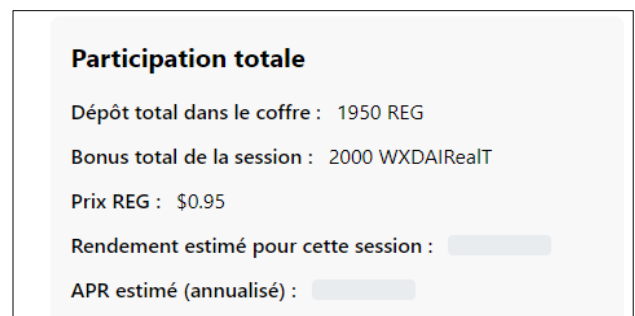 Participation totale
Dépôt total dans le coffre : 1950 REG
Bonus total de la session : 2000 WXDAIRealT
Prix REG : $0.95
Rendement estimé pour cette session :
APR estimé (annualisé) :